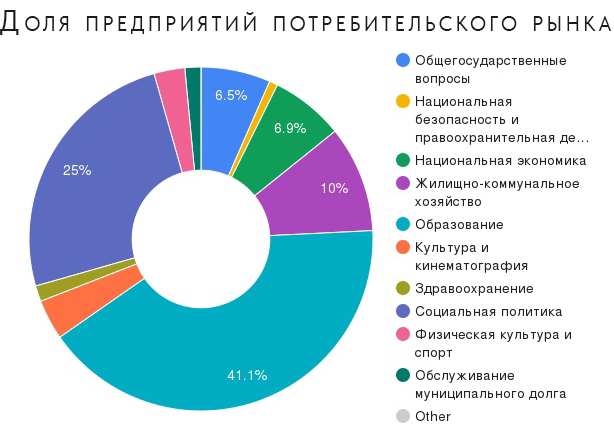 Доля предприятий потребительского рынка
6.5%
6.9%
10%
25%
41.1%
Общегосударственные
вопросы
Национальная
безопасность и
правоохранительная де...
Национальная экономика
Жилищно-коммунальное
хозяйство
Образование
Культура и
кинематография
Здравоохранение
Социальная политика
Физическая культура и
спорт
Обслуживание
муниципального долга
Other